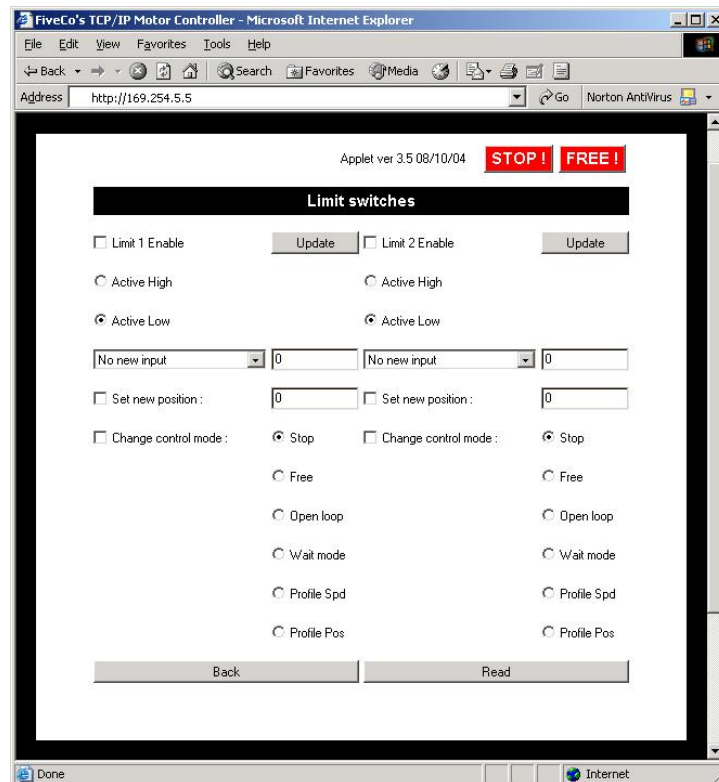 FiveCo's TCP/IP Motor Controller - Microsoft Internet Explorer
File Edit View Favorites Tools Help
Back Search Favorites Media
Address http://169.254.5.5 Go Norton AntiVirus
Applet ver 3.5 08/10/04 STOP ! FREE !
Limit switches
Limit 1 Enable Update Limit 2 Enable Update
Active High Active High
Active Low Active Low
No new input 0 No new input 0
Set new position : 0 Set new position : 0
Change control mode : Stop Change control mode : Stop
Free Free
Open loop Open loop
Wait mode Wait mode
Profile Spd Profile Spd
Profile Pos Profile Pos
Back Read
Done Internet